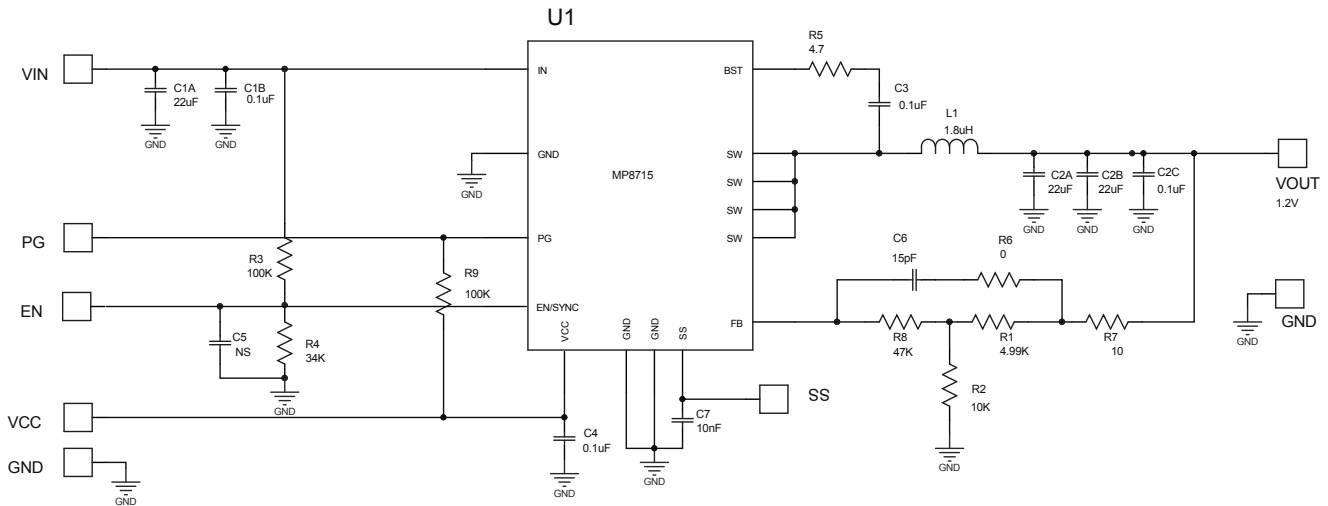 U1
VIN
C1A
22uF
GND
C1B
0.1uF
GND
IN
BST
R5
4.7
C3
0.1uF
L1
1.8uH
GND
GND
MP8715
SW
SW
SW
SW
C2A
22uF
GND
C2B
22uF
GND
C2C
0.1uF
GND
VOUT
1.2V
PG
PG
R3
100K
R9
100K
C6
15pF
R6
0
EN
EN/SYNC
C5
NS
R4
34K
GND
VCC
GND
GND
SS
FB
R8
47K
R1
4.99K
R7
10
GND
GND
R2
10K
GND
VCC
C4
0.1uF
GND
C7
10nF
GND
SS
GND
GND